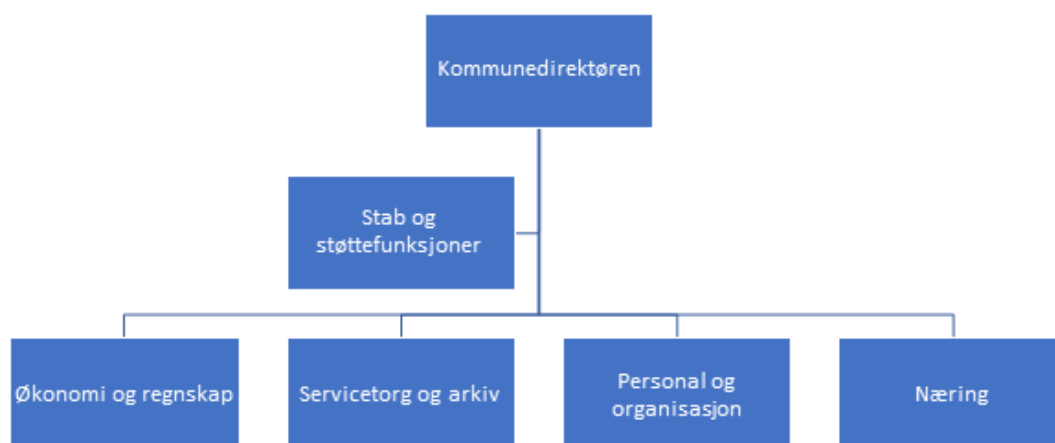 Kommunedirektøren
Stab og
støttefunksjoner
Økonomi og regnskap
Servicetorg og arkiv
Personal og
organisasjon
Næring